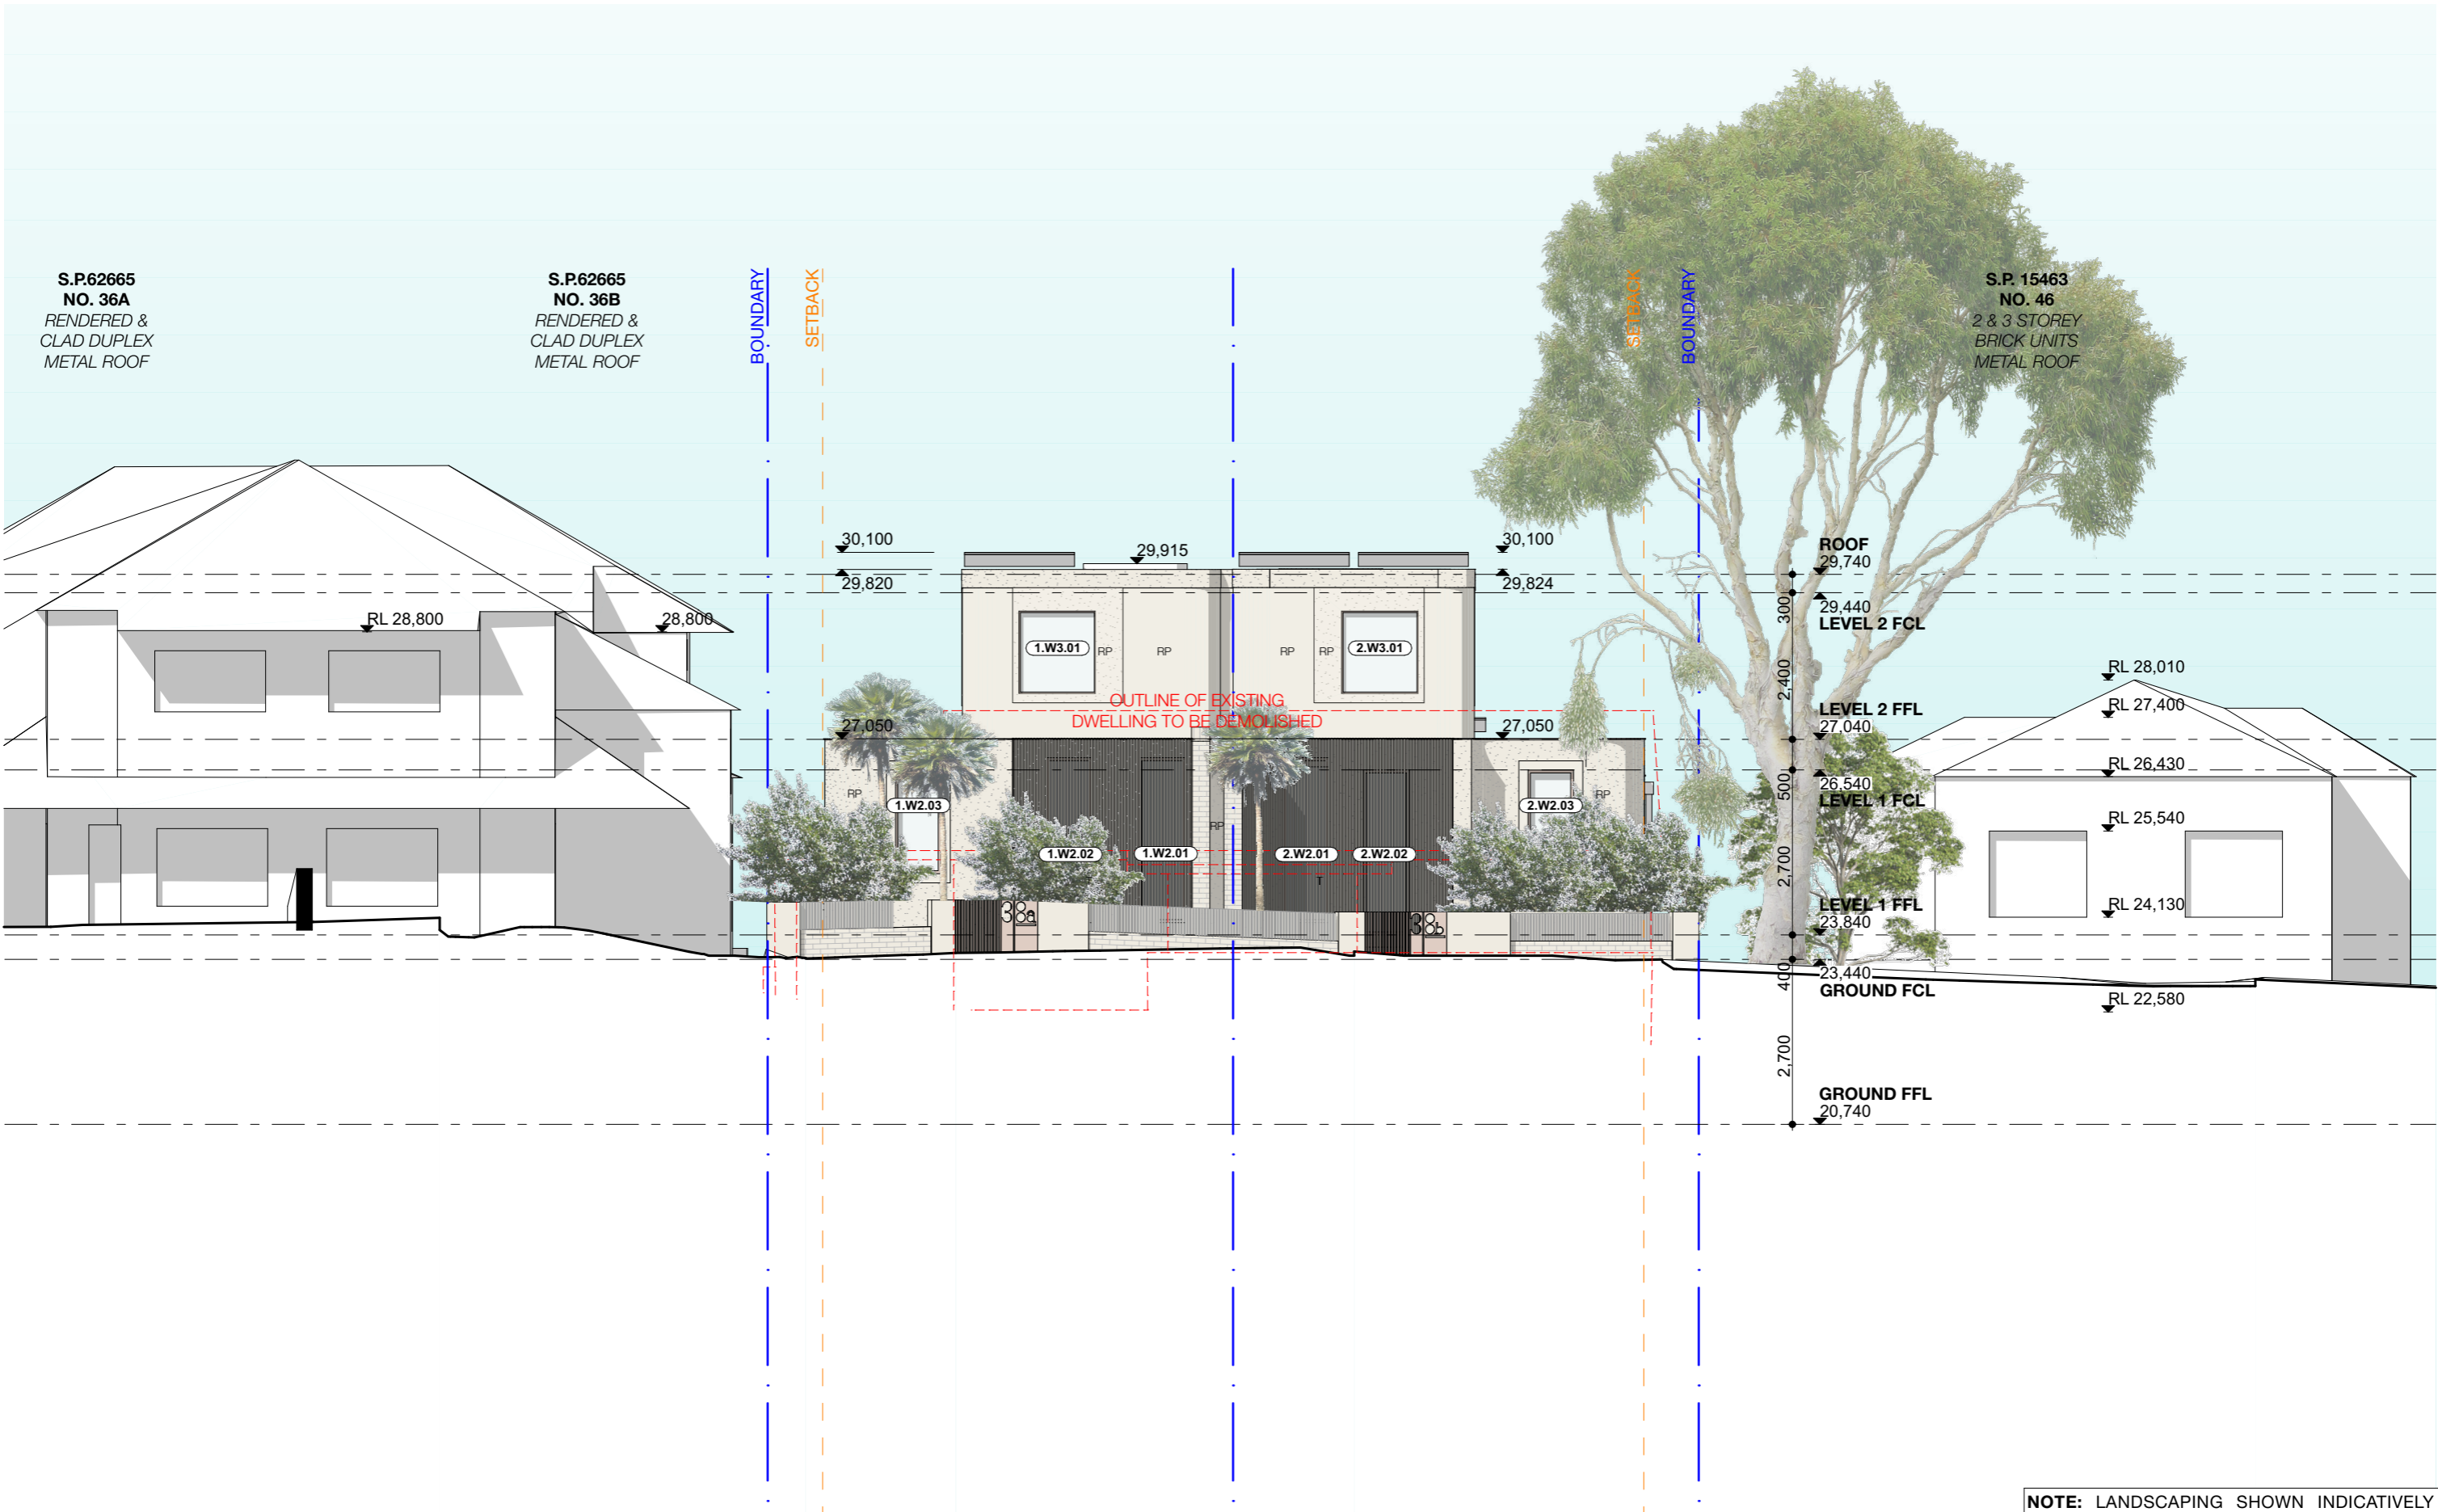 S.P.62665
NO. 36A
RENDERED &
CLAD DUPLEX
METAL ROOF
S.P.62665
NO. 36B
RENDERED &
CLAD DUPLEX
METAL ROOF
BOUNDARY
SETBACK
SETBACK
BOUNDARY
S.P. 15463
NO. 46
2 & 3 STOREY
BRICK UNITS
METAL ROOF
30,100
29,820
29,915
30,100
29,824
ROOF
29,740
300
29,440
LEVEL 2 FCL
RL 28,800
28,800
1.W3.01
RP
RP
RP
RP
2.W3.01
2,400
RL 28,010
RL 27,400
OUTLINE OF EXISTING
DWELLING TO BE DEMOLISHED
27,050
27,050
LEVEL 2 FFL
27,040
500
RL 26,430
26,540
LEVEL 1 FCL
RP
1.W2.03
2.W2.03
RP
RP
RL 25,540
1.W2.02
1.W2.01
2.W2.01
2.W2.02
T
2,700
38a
38b
LEVEL 1 FFL
23,840
RL 24,130
400
23,440
GROUND FCL
RL 22,580
2,700
GROUND FFL
20,740
NOTE: LANDSCAPING SHOWN INDICATIVELY